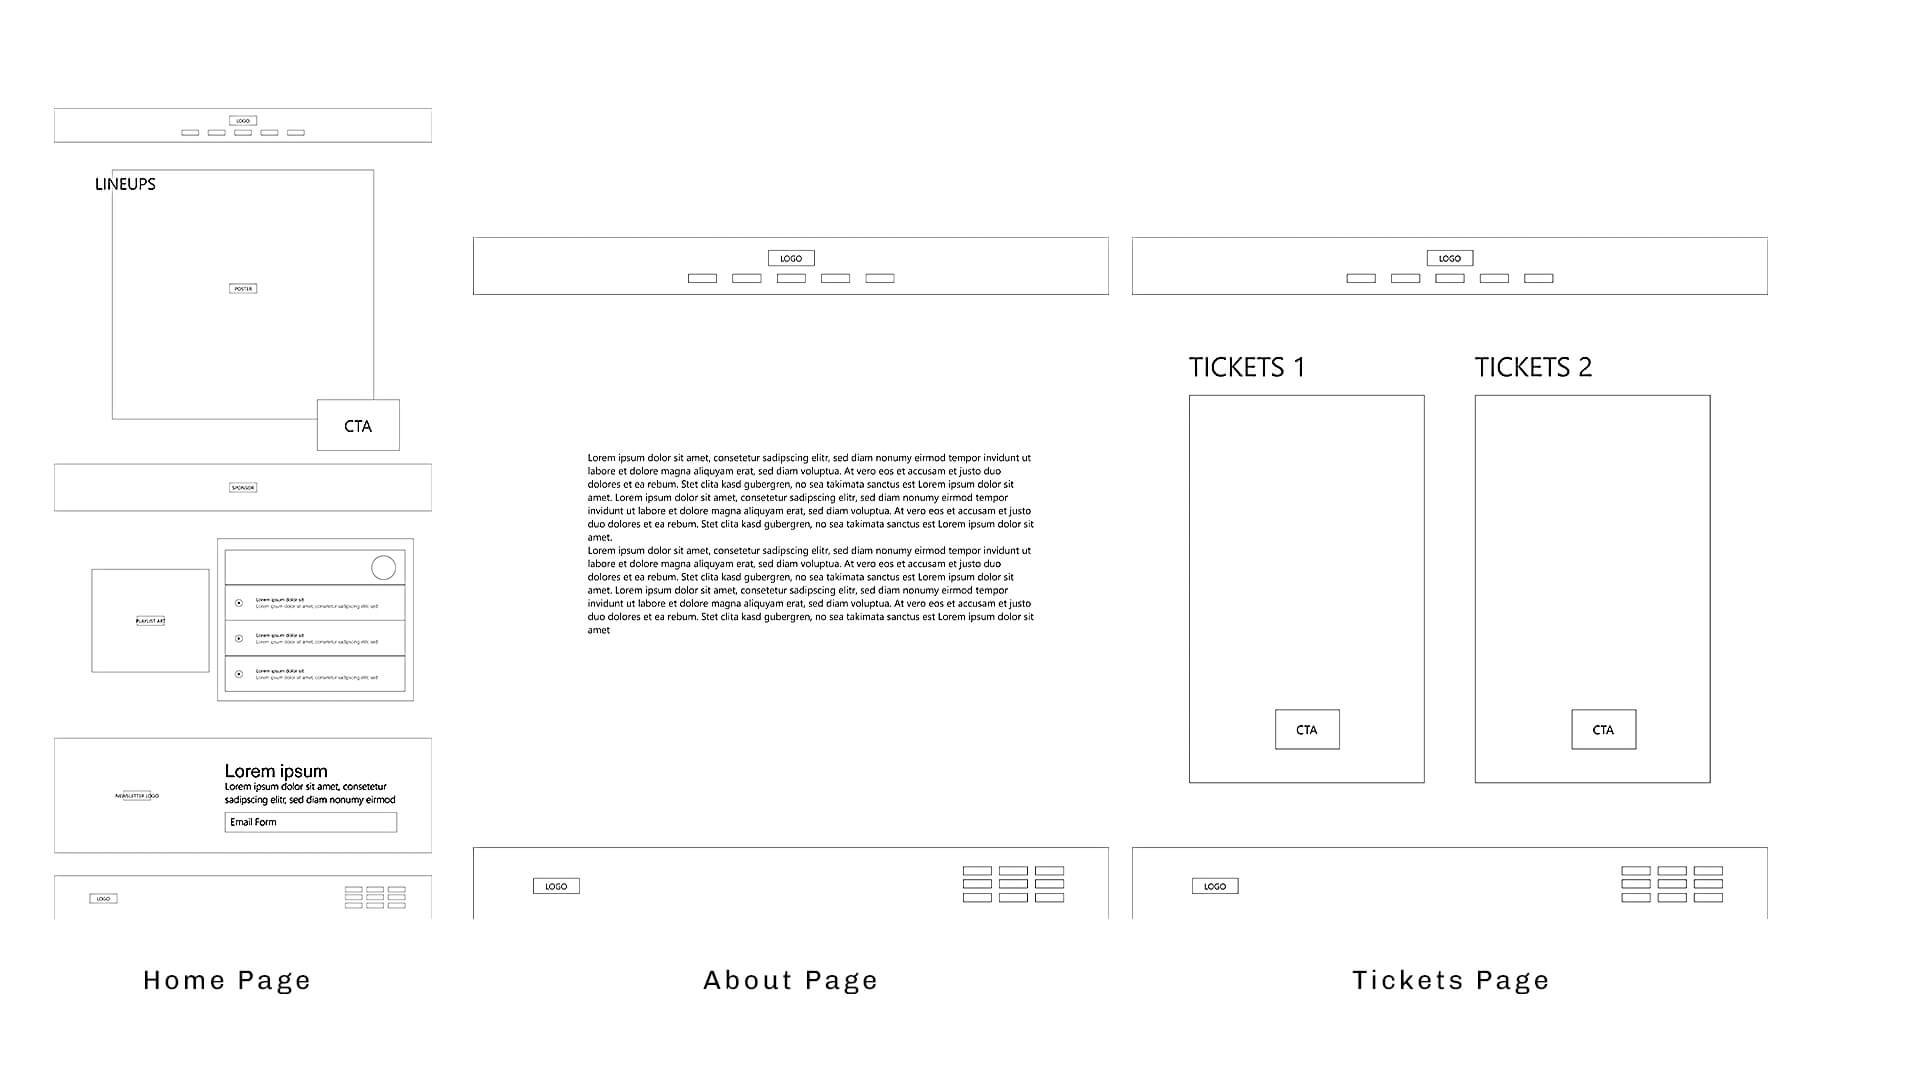 LOGO
LINEUPS
POSTER
CTA
SPONSOR
PLAYLIST ART
Lorem ipsum dolor sit
Lorem ipsum dolor sit amet, consetetur sadipscing elitr, sed
Lorem ipsum dolor sit
Lorem ipsum dolor sit amet, consetetur sadipscing elitr, sed
Lorem ipsum dolor sit
Lorem ipsum dolor sit amet, consetetur sadipscing elitr, sed
NEWSLETTER LOGO
Lorem ipsum
Lorem ipsum dolor sit amet, consetetur
sadipscing elitr, sed diam nonumy eirmod
Email Form
LOGO
Home Page
LOGO
Lorem ipsum dolor sit amet, consetetur sadipscing elitr, sed diam nonumy eirmod tempor invidunt ut
labore et dolore magna aliquyam erat, sed diam voluptua. At vero eos et accusam et justo duo
dolores et ea rebum. Stet clita kasd gubergren, no sea takimata sanctus est Lorem ipsum dolor sit
amet. Lorem ipsum dolor sit amet, consetetur sadipscing elitr, sed diam nonumy eirmod tempor
invidunt ut labore et dolore magna aliquyam erat, sed diam voluptua. At vero eos et accusam et justo
duo dolores et ea rebum. Stet clita kasd gubergren, no sea takimata sanctus est Lorem ipsum dolor sit
amet.
Lorem ipsum dolor sit amet, consetetur sadipscing elitr, sed diam nonumy eirmod tempor invidunt ut
labore et dolore magna aliquyam erat, sed diam voluptua. At vero eos et accusam et justo duo
dolores et ea rebum. Stet clita kasd gubergren, no sea takimata sanctus est Lorem ipsum dolor sit
amet. Lorem ipsum dolor sit amet, consetetur sadipscing elitr, sed diam nonumy eirmod tempor
invidunt ut labore et dolore magna aliquyam erat, sed diam voluptua. At vero eos et accusam et justo
duo dolores et ea rebum. Stet clita kasd gubergren, no sea takimata sanctus est Lorem ipsum dolor sit
amet
LOGO
About Page
LOGO
TICKETS 1
TICKETS 2
CTA
CTA
LOGO
Tickets Page